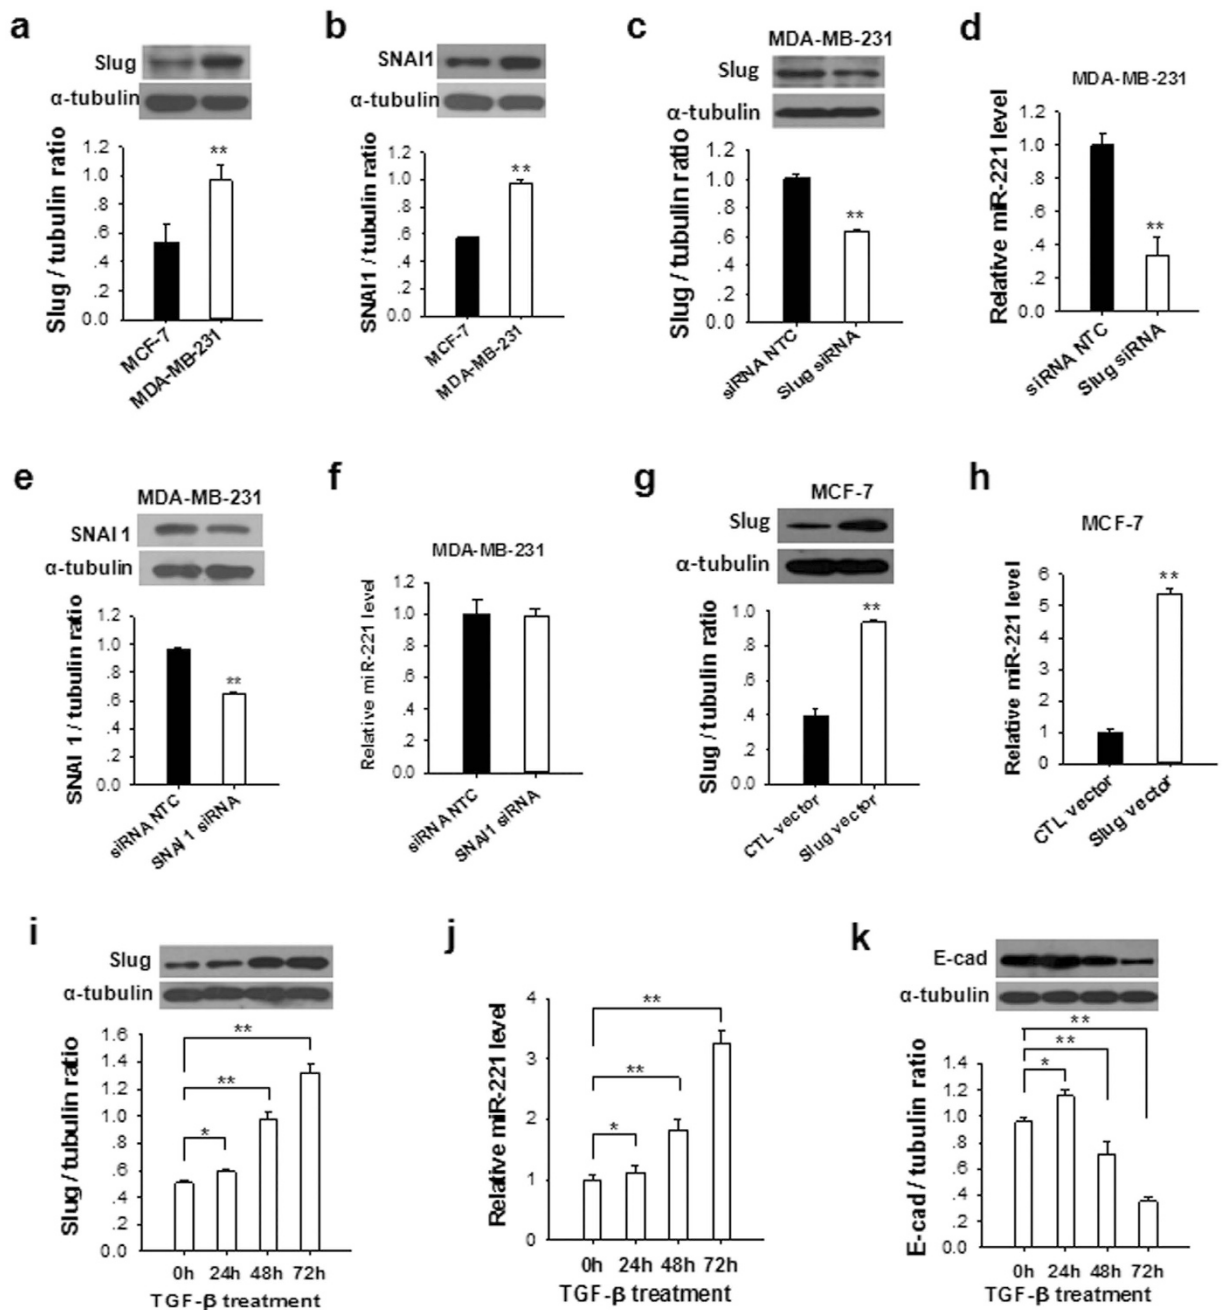 a
Slug
α-tubulin
Slug / tubulin ratio
1.2
1.0
.8
.6
.4
.2
0.0
**
MCF-7
MDA-MB-231
b
SNAI1
α-tubulin
SNAI1 / tubulin ratio
1.2
1.0
.8
.6
.4
.2
0.0
**
MCF-7
MDA-MB-231
c
MDA-MB-231
Slug
α-tubulin
Slug / tubulin ratio
1.2
1.0
.8
.6
.4
.2
0.0
**
siRNA NTC
Slug siRNA
d
MDA-MB-231
Relative miR-221 level
1.2
1.0
.8
.6
.4
.2
0.0
**
siRNA NTC
Slug siRNA
e
MDA-MB-231
SNAI 1
α-tubulin
SNAI 1 / tubulin ratio
1.2
1.0
.8
.6
.4
.2
0.0
**
siRNA NTC
SNAI 1 siRNA
f
MDA-MB-231
Relative miR-221 level
1.2
1.0
.8
.6
.4
.2
0.0
siRNA NTC
SNAI1 siRNA
g
MCF-7
Slug
α-tubulin
Slug / tubulin ratio
1.0
.8
.6
.4
.2
0.0
**
CTL vector
Slug vector
h
MCF-7
Relative miR-221 level
6
5
4
3
2
1
0
**
CTL vector
Slug vector
i
Slug
α-tubulin
Slug / tubulin ratio
1.6
1.4
1.2
1.0
.8
.6
.4
.2
0.0
**
**
*
0h 24h 48h 72h
TGF-β treatment
j
Relative miR-221 level
4
3
2
1
0
**
**
*
0h 24h 48h 72h
TGF-β treatment
k
E-cad
α-tubulin
E-cad / tubulin ratio
1.4
1.2
1.0
.8
.6
.4
.2
0.0
**
**
*
0h 24h 48h 72h
TGF-β treatment